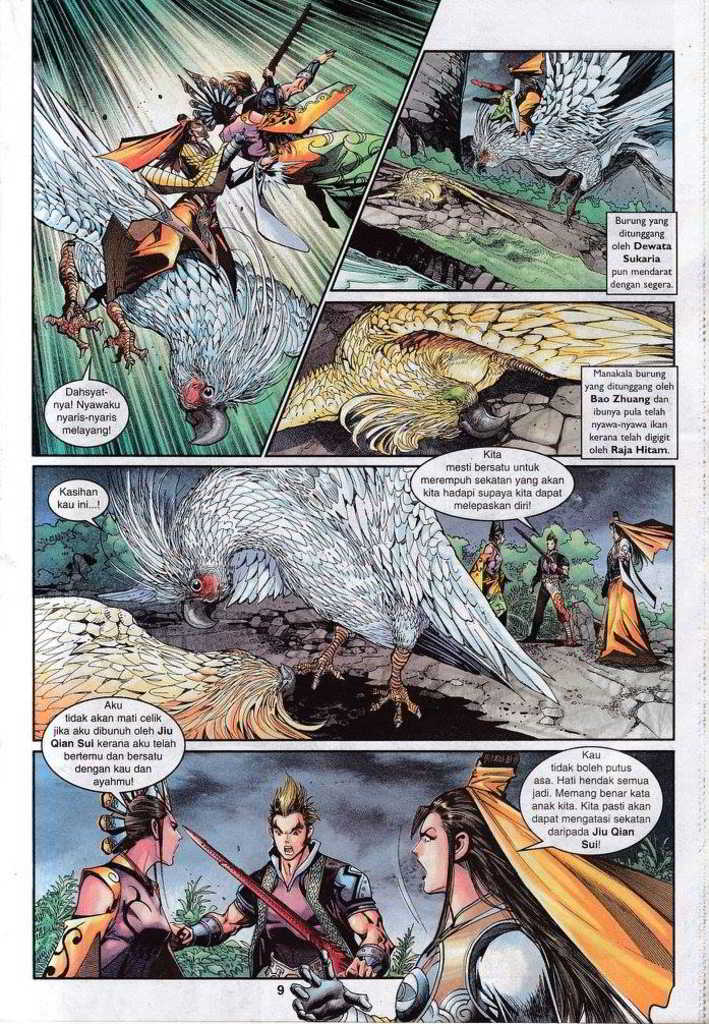 Dahsyat-
nya! Nyawaku
nyaris-nyaris
melayang!
Burung yang
ditunggang
oleh Dewata
Sukaria
pun mendarat
dengan segera.
Manakala burung
yang ditunggang oleh
Bao Zhuang dan
ibunya pula telah
nyawa-nyawa ikan
kerana telah digigit
oleh Raja Hitam.
Kasihan
kau ini...!
Kita
mesti bersatu untuk
merempuh sekatan yang akan
kita hadapi supaya kita dapat
melepaskan diri!
Aku
tidak akan mati celik
jika aku dibunuh oleh Jiu
Qian Sui kerana aku telah
bertemu dan bersatu
dengan kau dan
ayahmu!
Kau
tidak boleh putus
asa. Hati hendak semua
jadi. Memang benar kata
anak kita. Kita pasti akan
dapat mengatasi sekatan
daripada Jiu Qian
Sui!
9